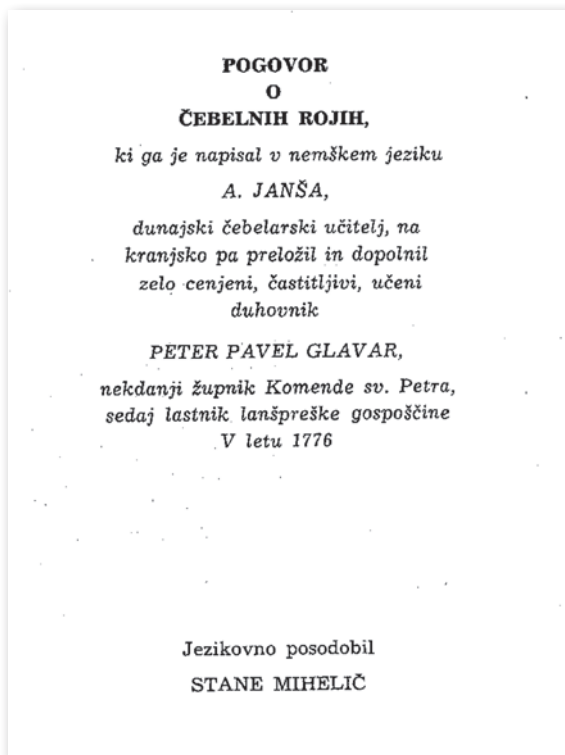 POGOVOR
O
ČEBELNIH ROJIH,
ki ga je napisal v nemškem jeziku
A. JANŠA,
dunajski čebelarski učitelj, na
kranjsko pa preložil in dopolnil
zelo cenjeni, častitljivi, učeni
duhovnik
PETER PAVEL GLAVAR,
nekdanji župnik Komende sv. Petra,
sedaj lastnik lanšpreške gospoščine
V letu 1776
Jezikovno posodobil
STANE MIHELIČ